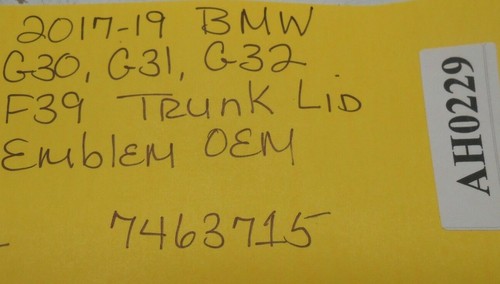 2017-19 BMW
G30, G31, G32
F39 Trunk Lid
Emblem OEM
7463715
AH0229